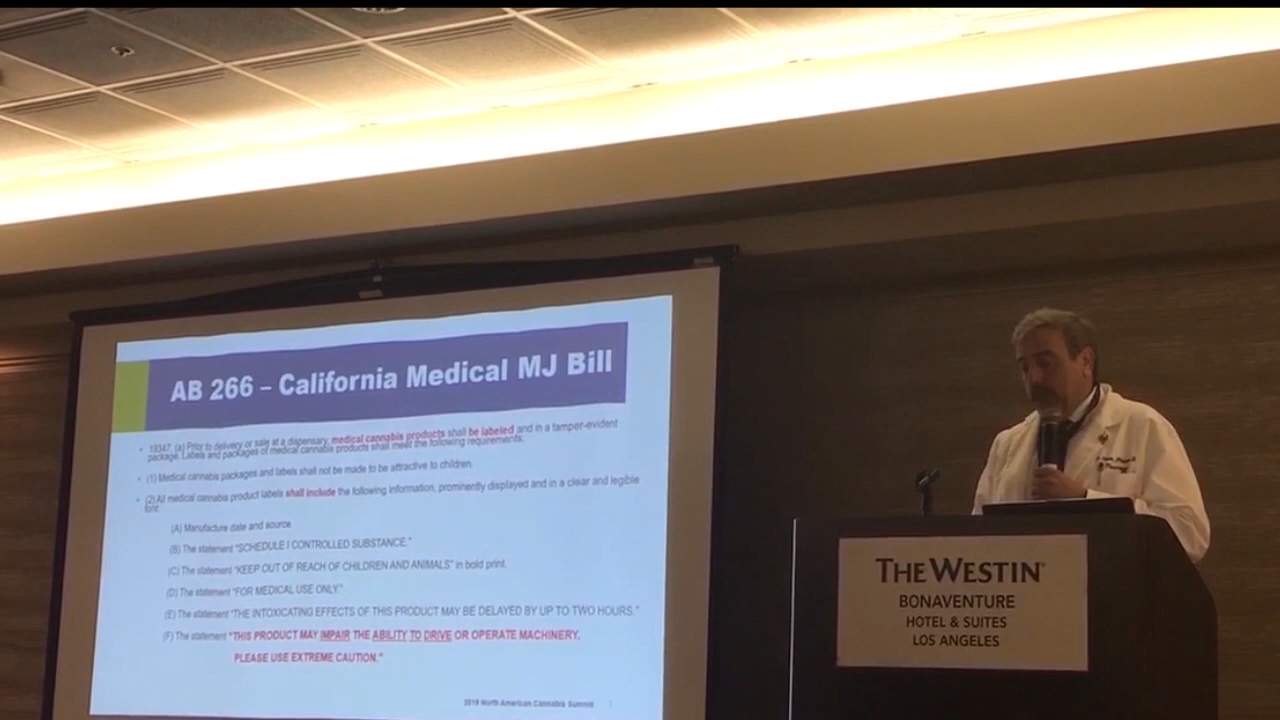 AB 266 – California Medical MJ Bill
• 19347. (a) Prior to delivery or sale at a dispensary, medical cannabis products shall be labeled and in a tamper-evident
package. Labels and packages of medical cannabis products shall meet the following requirements:
• (1) Medical cannabis packages and labels shall not be made to be attractive to children.
• (2) All medical cannabis product labels shall include the following information, prominently displayed and in a clear and legible
font:
(A) Manufacture date and source.
(B) The statement "SCHEDULE I CONTROLLED SUBSTANCE."
(C) The statement "KEEP OUT OF REACH OF CHILDREN AND ANIMALS" in bold print.
(D) The statement "FOR MEDICAL USE ONLY."
(E) The statement "THE INTOXICATING EFFECTS OF THIS PRODUCT MAY BE DELAYED BY UP TO TWO HOURS."
(F) The statement "THIS PRODUCT MAY IMPAIR THE ABILITY TO DRIVE OR OPERATE MACHINERY.
PLEASE USE EXTREME CAUTION."
2019 North American Cannabis Summit
THE WESTIN
BONAVENTURE
HOTEL & SUITES
LOS ANGELES